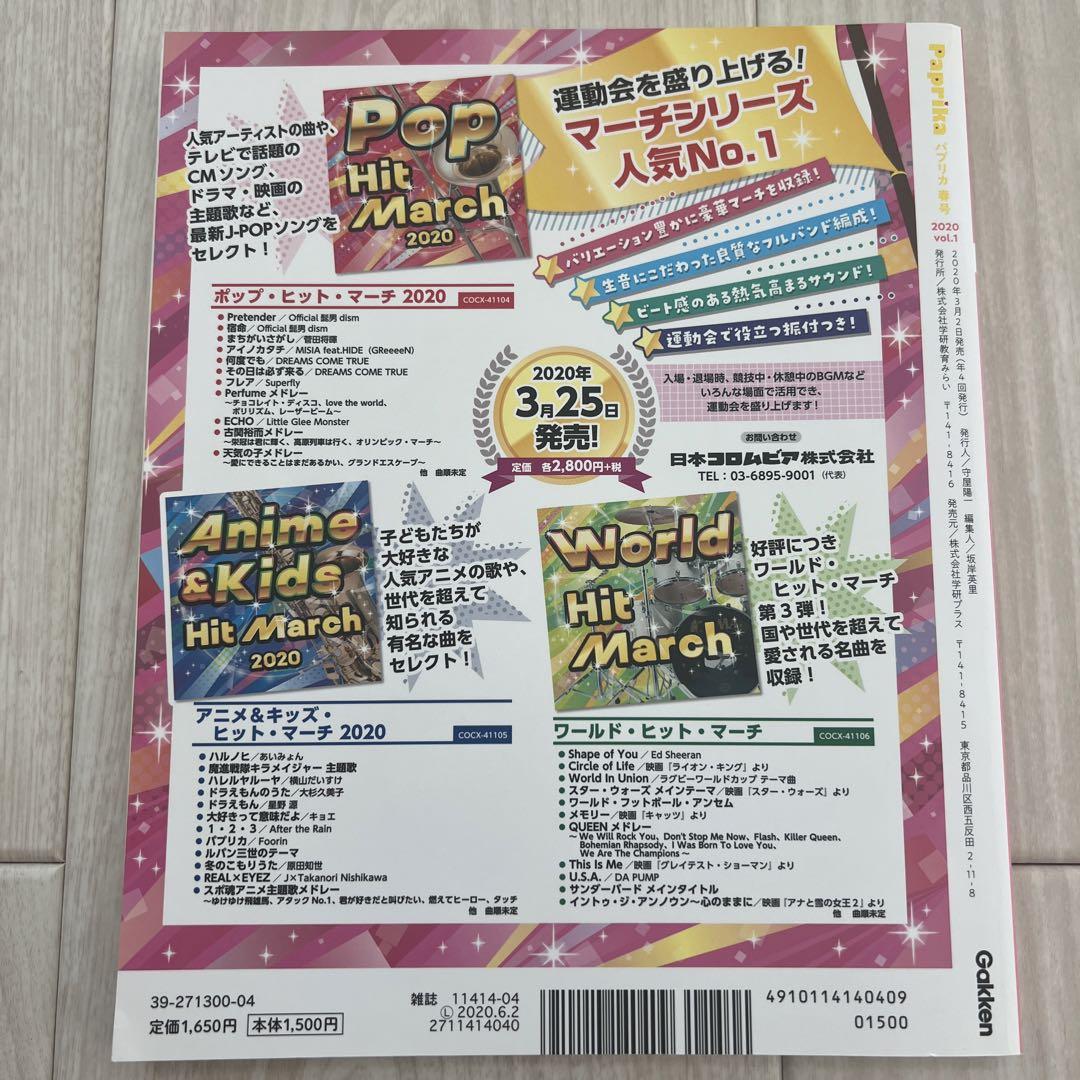 運動会を盛り上げる!
マーチシリーズ
人気No.1
バリエーション豊かに豪華マーチを収録!
生音にこだわった良質なフルバンド編成!
ビート感のある熱気高まるサウンド!
運動会で役立つ振付つき!
人気アーティストの曲や、
テレビで話題の
CMソング、
ドラマ・映画の
主題歌など、
最新J-POPソングを
セレクト!
Pop
Hit
March
2020
ポップ・ヒット・マーチ 2020
COCX-41104
● Pretender / Official髭男dism
● 宿命/ Official髭男dism
● まちがいさがし/菅田将暉
● アイノカタチ/ MISIA feat.HIDE(GReeeeN)
● 何度でも/ DREAMS COME TRUE
● その日は必ず来る/ DREAMS COME TRUE
● フレア/ Superfly
● Perfume メドレー
~チョコレイト・ディスコ、love the world、
ポリリズム、レーザービーム~
● ECHO / Little Glee Monster
● 古関裕而メドレー
~栄冠は君に輝く、高原列車は行く、オリンピック・マーチ~
● 天気の子メドレー
~愛にできることはまだあるかい、グランドエスケープ~
他 曲順未定
2020年
3月25日
発売!
定価 各2,800円+税
入場・退場時、競技中・休憩中のBGMなど
いろんな場面で活用でき、
運動会を盛り上げます!
お問い合わせ
日本コロムビア株式会社
TEL:03-6895-9001(代表)
Anime
&Kids
Hit March
2020
子どもたちが
大好きな
人気アニメの歌や、
世代を超えて
知られる
有名な曲を
セレクト!
アニメ&キッズ・
ヒット・マーチ 2020
COCX-41105
● ハルノヒ/あいみょん
● 魔進戦隊キラメイジャー 主題歌
● ハレルヤルーヤ/横山だいすけ
● ドラえもんのうた/大杉久美子
● ドラえもん/星野 源
● 大好きって意味だよ/キョエ
● 1・2・3/ After the Rain
● パプリカ/ Foorin
● ルパン三世のテーマ
● 冬のこもりうた/原田知世
● REAL×EYEZ / J×Takanori Nishikawa
● スポ魂アニメ主題歌メドレー
~ゆけゆけ飛雄馬、アタックNo.1、君が好きだと叫びたい、燃えてヒーロー、タッチ
他 曲順未定
World
Hit
March
好評につき
ワールド・
ヒット・マーチ
第3弾!
国や世代を超えて
愛される名曲を
収録!
ワールド・ヒット・マーチ
COCX-41106
● Shape of You / Ed Sheeran
● Circle of Life /映画『ライオン・キング』より
● World In Union /ラグビーワールドカップ テーマ曲
● スター・ウォーズ メインテーマ/映画『スター・ウォーズ』より
● ワールド・フットボール・アンセム
● メモリー/映画『キャッツ』より
● QUEEN メドレー
~ We Will Rock You、Don't Stop Me Now、Flash、Killer Queen、
Bohemian Rhapsody、I Was Born To Love You、
We Are The Champions ~
● This Is Me /映画『グレイテスト・ショーマン』より
● U.S.A. / DA PUMP
● サンダーバード メインタイトル
● イントゥ・ジ・アンノウン~心のままに/映画『アナと雪の女王2』より
他 曲順未定
39-271300-04
定価1,650円 本体1,500円
雑誌 11414-04
Ⓛ2020.6.2
2711414040
4910114140409
01500
Paprika パプリカ 春号
2020
vol.1
2020年3月2日発売(年4回発行) 発行人/守屋陽一 編集人/坂岸英里
発行所/株式会社学研教育みらい 〒141-8416 発売元/株式会社学研プラス 〒141-8415 東京都品川区西五反田2-11-8
Gakken